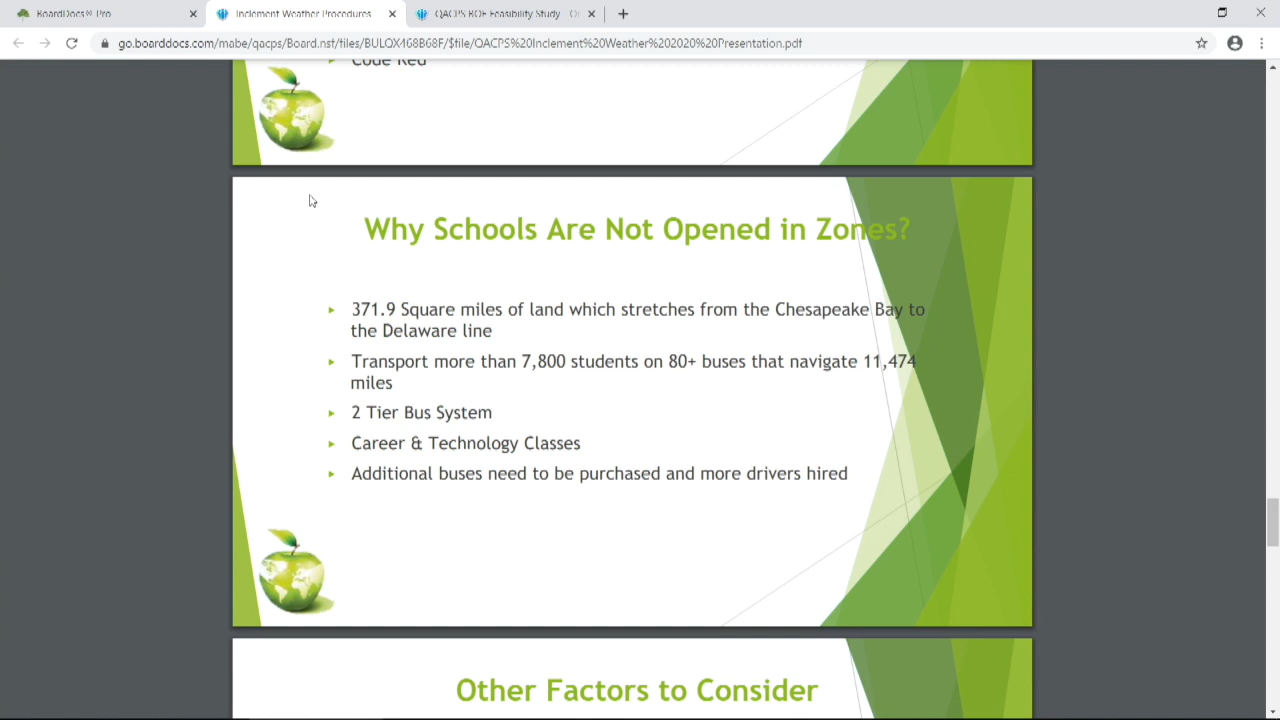 BoardDocs® Pro
Inclement Weather Procedures
QACPS BOE Feasibility Study
go.boarddocs.com/mabe/qacps/Board.nsf/files/BULQX468B68F/$file/QACPS%20Inclement%20Weather%202020%20Presentation.pdf
Code Red
Why Schools Are Not Opened in Zones?
371.9 Square miles of land which stretches from the Chesapeake Bay to
the Delaware line
Transport more than 7,800 students on 80+ buses that navigate 11,474
miles
2 Tier Bus System
Career & Technology Classes
Additional buses need to be purchased and more drivers hired
Other Factors to Consider